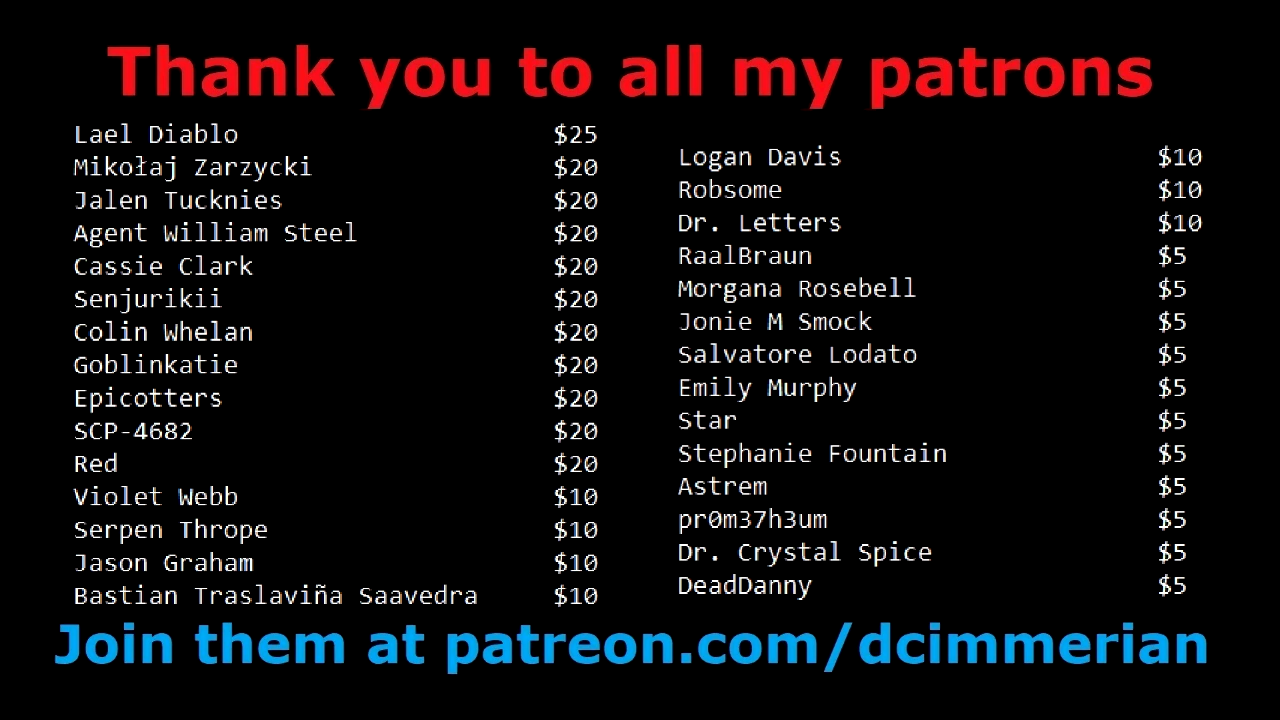 Thank you to all my patrons
Lael Diablo $25
Mikołaj Zarzycki $20
Jalen Tucknies $20
Agent William Steel $20
Cassie Clark $20
Senjurikii $20
Colin Whelan $20
Goblinkatie $20
Epicotters $20
SCP-4682 $20
Red $20
Violet Webb $10
Serpen Thrope $10
Jason Graham $10
Bastian Traslaviña Saavedra $10
Logan Davis $10
Robsome $10
Dr. Letters $10
RaalBraun $5
Morgana Rosebell $5
Jonie M Smock $5
Salvatore Lodato $5
Emily Murphy $5
Star $5
Stephanie Fountain $5
Astrem $5
pr0m37h3um $5
Dr. Crystal Spice $5
DeadDanny $5
Join them at patreon.com/dcimmerian